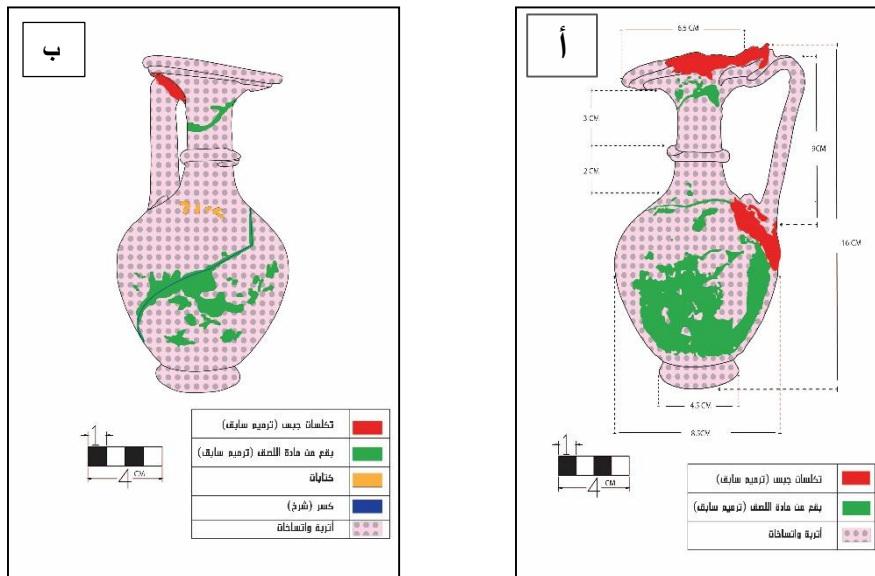 أ
6.5 CM
3 CM
2 CM
9CM
16 CM
4.5 CM
8.5CM
1
4 CM
تكلسات جبس (ترميم سابق)
بقع من مادة اللصق (ترميم سابق)
أتربة واتساخات
ب
1
4 CM
تكلسات جبس (ترميم سابق)
بقع من مادة اللصق (ترميم سابق)
كتابات
كسر (شرخ)
أتربة واتساخات